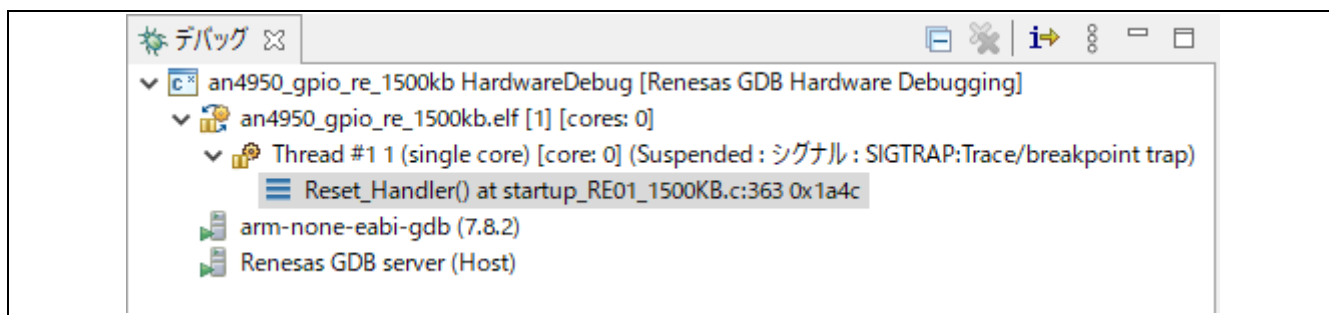 デバッグ
an4950_gpio_re_1500kb HardwareDebug [Renesas GDB Hardware Debugging]
an4950_gpio_re_1500kb.elf [1] [cores: 0]
Thread #1 1 (single core) [core: 0] (Suspended : シグナル : SIGTRAP:Trace/breakpoint trap)
Reset_Handler() at startup_RE01_1500KB.c:363 0x1a4c
arm-none-eabi-gdb (7.8.2)
Renesas GDB server (Host)